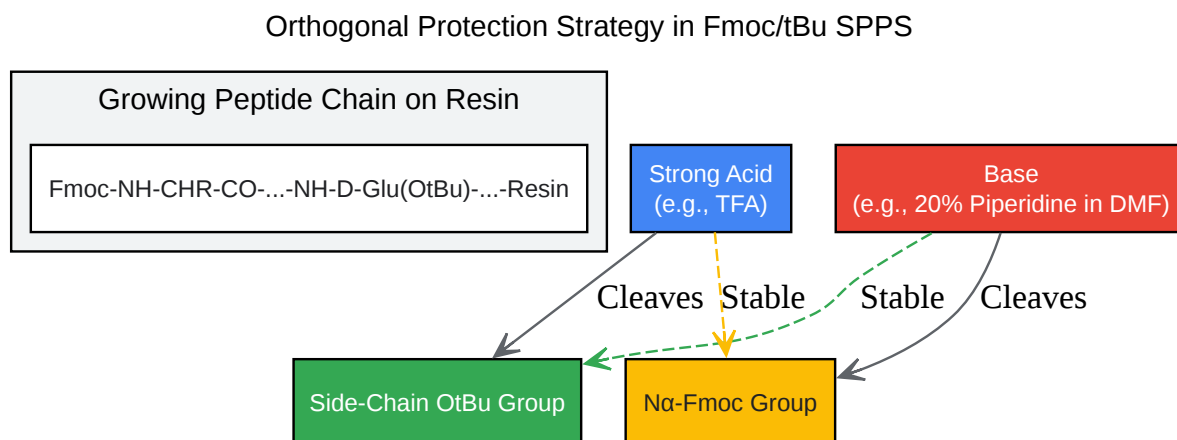 Orthogonal Protection Strategy in Fmoc/tBu SPPS
Growing Peptide Chain on Resin
Fmoc-NH-CHR-CO-...-NH-D-Glu(OtBu)-...-Resin
Strong Acid
(e.g., TFA)
Base
(e.g., 20% Piperidine in DMF)
Cleaves
Stable
Stable
Cleaves
Side-Chain OtBu Group
Nα-Fmoc Group